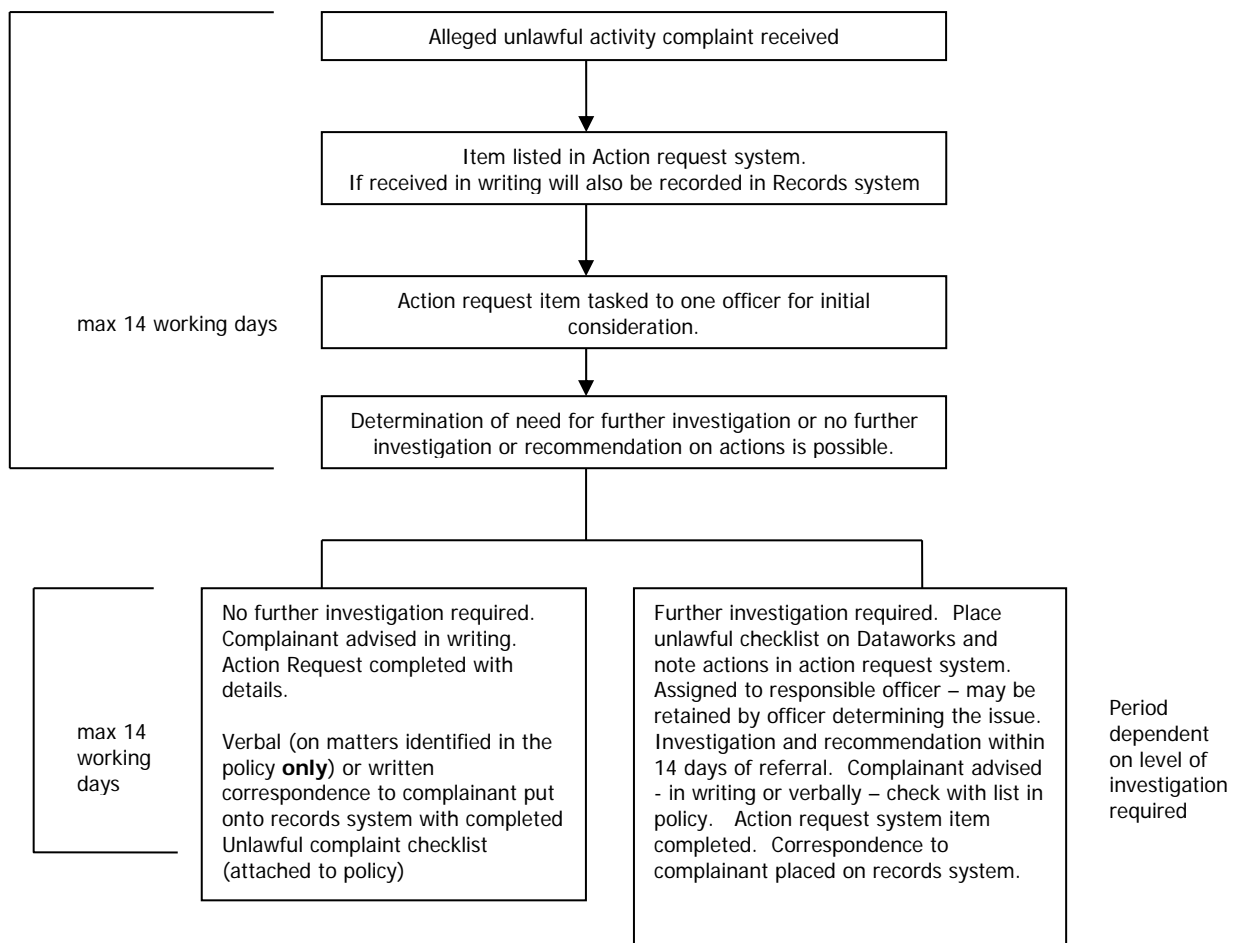 Alleged unlawful activity complaint received
Item listed in Action request system.
If received in writing will also be recorded in Records system
Action request item tasked to one officer for initial
consideration.
max 14 working days
Determination of need for further investigation or no further
investigation or recommendation on actions is possible.
No further investigation required.
Complainant advised in writing.
Action Request completed with
details.
Verbal (on matters identified in the
policy only) or written
correspondence to complainant put
onto records system with completed
Unlawful complaint checklist
(attached to policy)
max 14
working
days
Further investigation required.  Place
unlawful checklist on Dataworks and
note actions in action request system.
Assigned to responsible officer – may be
retained by officer determining the issue.
Investigation and recommendation within
14 days of referral.  Complainant advised
- in writing or verbally – check with list in
policy.   Action request system item
completed.  Correspondence to
complainant placed on records system.
Period
dependent
on level of
investigation
required